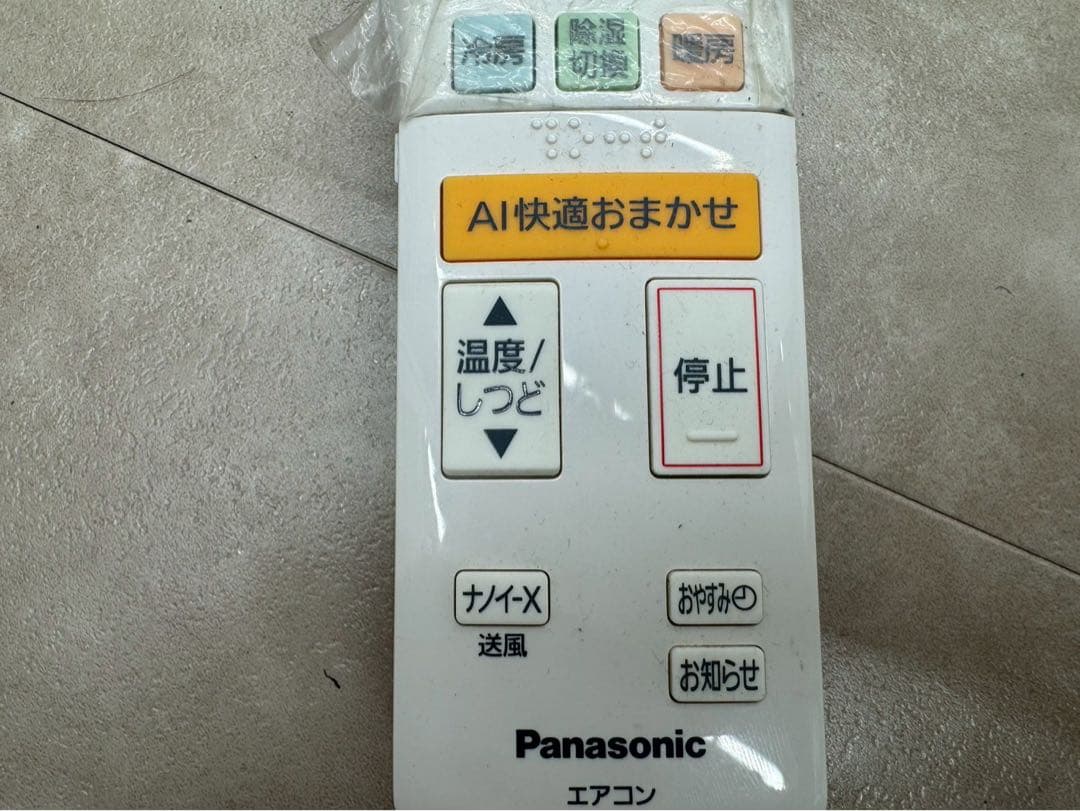 冷房
除湿
切換
暖房
AI快適おまかせ
▲
温度/
しつど
▼
停止
ナノイーX
送風
おやすみ
お知らせ
Panasonic
エアコン